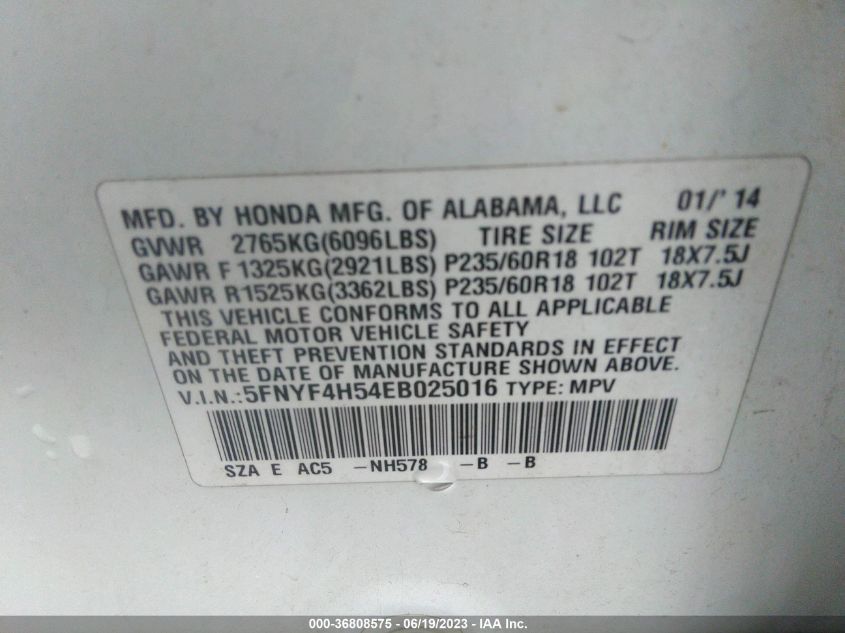 MFD. BY HONDA MFG. OF ALABAMA, LLC 01/' 14
GVWR 2765KG(6096LBS) TIRE SIZE RIM SIZE
GAWR F 1325KG(2921LBS) P235/60R18 102T 18X7.5J
GAWR R1525KG(3362LBS) P235/60R18 102T 18X7.5J
THIS VEHICLE CONFORMS TO ALL APPLICABLE
FEDERAL MOTOR VEHICLE SAFETY
AND THEFT PREVENTION STANDARDS IN EFFECT
ON THE DATE OF MANUFACTURE SHOWN ABOVE.
V.I.N.:5FNYF4H54EB025016 TYPE: MPV
SZA E AC5 -NH578 -B -B
000-36808575 - 06/19/2023 - IAA Inc.